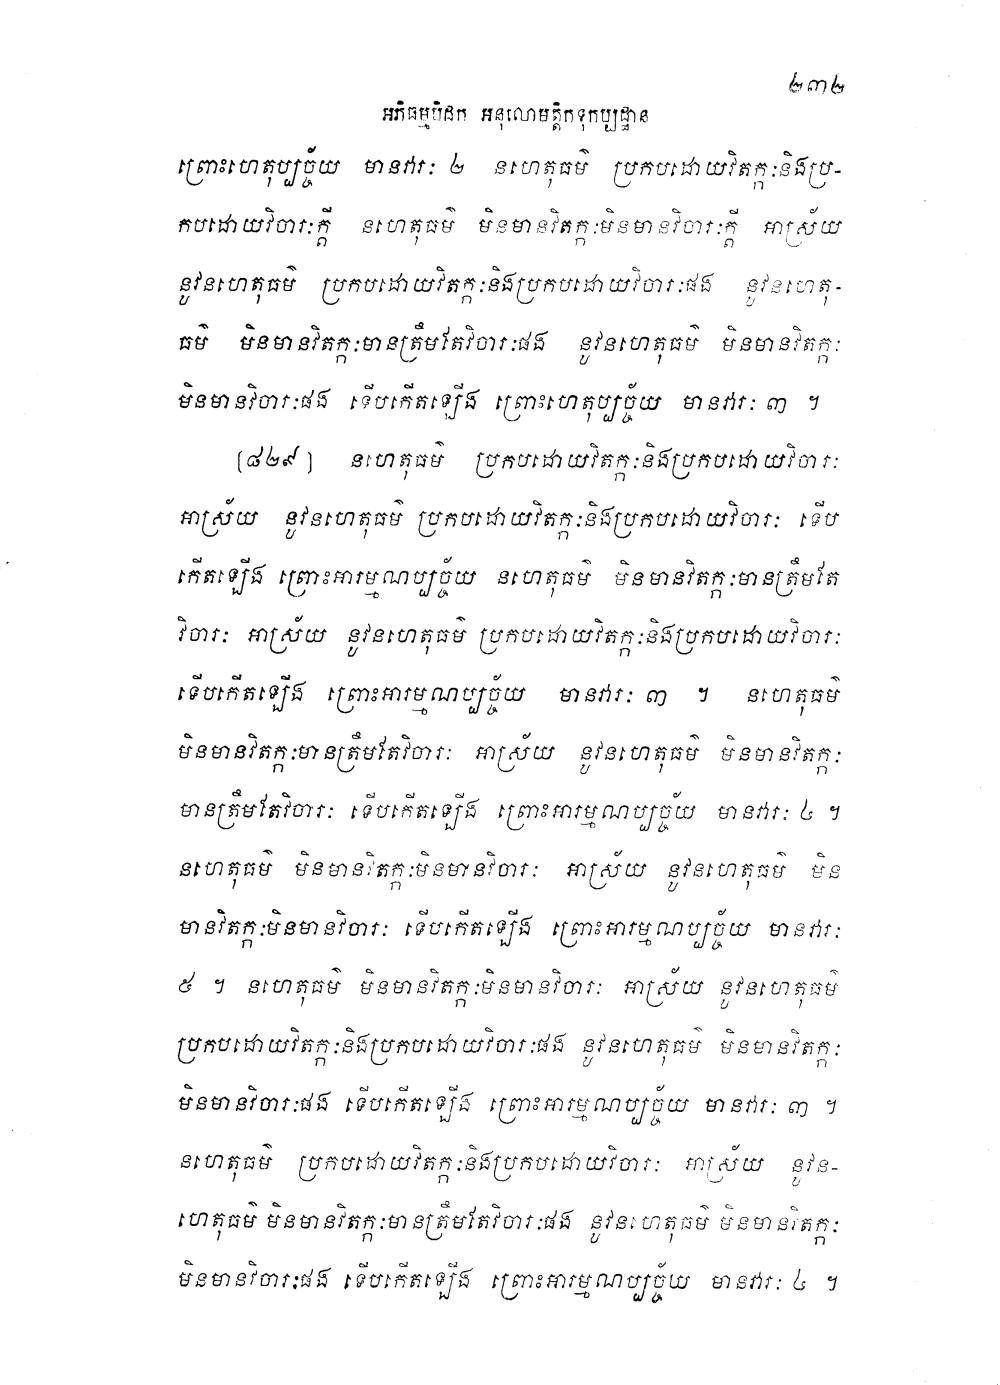 ២៣២
អភិធម្មបិដក អនុលោមត្តិកទុកប្បដ្ឋាន
ព្រោះហេតុប្បច្ច័យ មានវារៈ ២ នហេតុធម៌ ប្រកបដោយវិតក្កៈនិងប្រ-
កបដោយវិចារៈក្តី នហេតុធម៌ មិនមានវិតក្កៈមិនមានវិចារៈក្តី អាស្រ័យ
នូវនហេតុធម៌ ប្រកបដោយវិតក្កៈនិងប្រកបដោយវិចារៈផង នូវនហេតុ-
ធម៌ មិនមានវិតក្កៈមានត្រឹមតែវិចារៈផង នូវនហេតុធម៌ មិនមានវិតក្កៈ
មិនមានវិចារៈផង ទើបកើតឡើង ព្រោះហេតុប្បច្ច័យ មានវារៈ ៣ ។
[៨២៩] នហេតុធម៌ ប្រកបដោយវិតក្កៈនិងប្រកបដោយវិចារៈ
អាស្រ័យ នូវនហេតុធម៌ ប្រកបដោយវិតក្កៈនិងប្រកបដោយវិចារៈ ទើប
កើតឡើង ព្រោះអារម្មណប្បច្ច័យ នហេតុធម៌ មិនមានវិតក្កៈមានត្រឹមតែ
វិចារៈ អាស្រ័យ នូវនហេតុធម៌ ប្រកបដោយវិតក្កៈនិងប្រកបដោយវិចារៈ
ទើបកើតឡើង ព្រោះអារម្មណប្បច្ច័យ មានវារៈ ៣ ។ នហេតុធម៌
មិនមានវិតក្កៈមានត្រឹមតែវិចារៈ អាស្រ័យ នូវនហេតុធម៌ មិនមានវិតក្កៈ
មានត្រឹមតែវិចារៈ ទើបកើតឡើង ព្រោះអារម្មណប្បច្ច័យ មានវារៈ ៤ ។
នហេតុធម៌ មិនមានវិតក្កៈមិនមានវិចារៈ អាស្រ័យ នូវនហេតុធម៌ មិន
មានវិតក្កៈមិនមានវិចារៈ ទើបកើតឡើង ព្រោះអារម្មណប្បច្ច័យ មានវារៈ
៥ ។ នហេតុធម៌ មិនមានវិតក្កៈមិនមានវិចារៈ អាស្រ័យ នូវនហេតុធម៌
ប្រកបដោយវិតក្កៈនិងប្រកបដោយវិចារៈផង នូវនហេតុធម៌ មិនមានវិតក្កៈ
មិនមានវិចារៈផង ទើបកើតឡើង ព្រោះអារម្មណប្បច្ច័យ មានវារៈ ៣ ។
នហេតុធម៌ ប្រកបដោយវិតក្កៈនិងប្រកបដោយវិចារៈ អាស្រ័យ នូវន-
ហេតុធម៌ មិនមានវិតក្កៈមានត្រឹមតែវិចារៈផង នូវនហេតុធម៌ មិនមានវិតក្កៈ
មិនមានវិចារៈផង ទើបកើតឡើង ព្រោះអារម្មណប្បច្ច័យ មានវារៈ ៤ ។